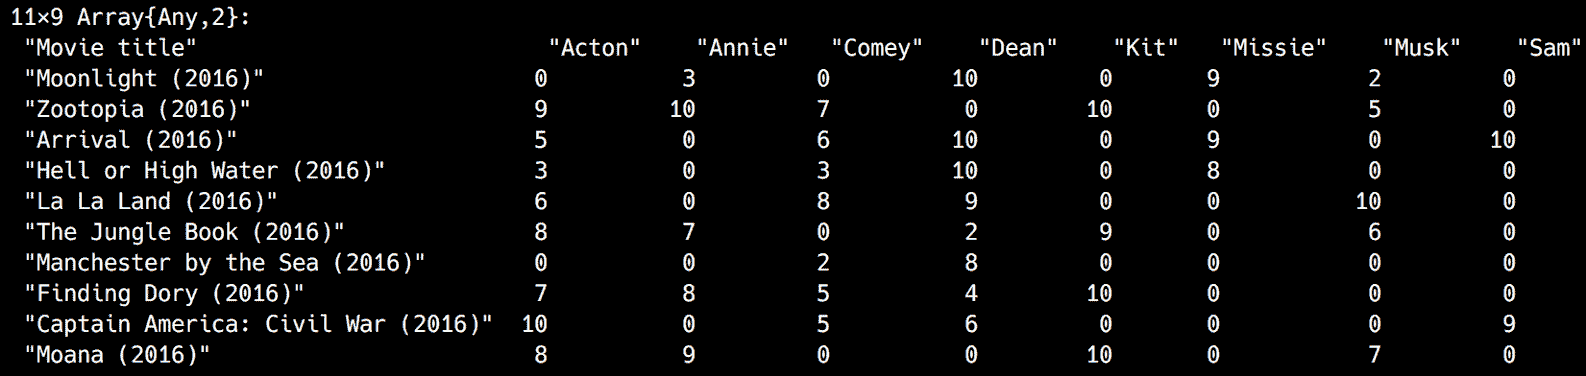 11×9 Array{Any,2}:
"Movie title" "Acton" "Annie" "Comey" "Dean" "Kit" "Missie" "Musk" "Sam"
"Moonlight (2016)" 0 3 0 10 0 9 2 0
"Zootopia (2016)" 9 10 7 0 10 0 5 0
"Arrival (2016)" 5 0 6 10 0 9 0 10
"Hell or High Water (2016)" 3 0 3 10 0 8 0 0
"La La Land (2016)" 6 0 8 9 0 0 10 0
"The Jungle Book (2016)" 8 7 0 2 9 0 6 0
"Manchester by the Sea (2016)" 0 0 2 8 0 0 0 0
"Finding Dory (2016)" 7 8 5 4 10 0 0 0
"Captain America: Civil War (2016)" 10 0 5 6 0 0 0 9
"Moana (2016)" 8 9 0 0 10 0 7 0